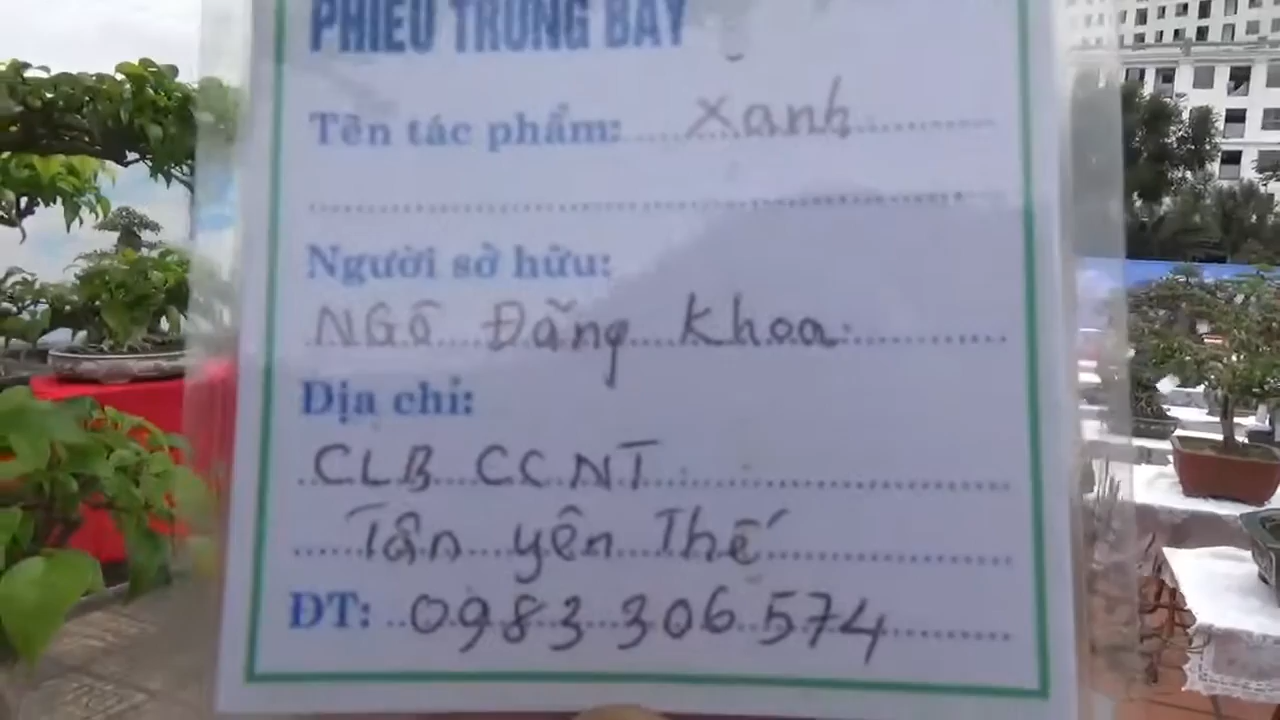 PHIẾU TRƯNG BÀY
Tên tác phẩm: Xanh
Người sở hữu:
NGÔ Đăng Khoa
Địa chỉ:
CLB CCNT
Tân yên Thế
ĐT: 0983 306 574